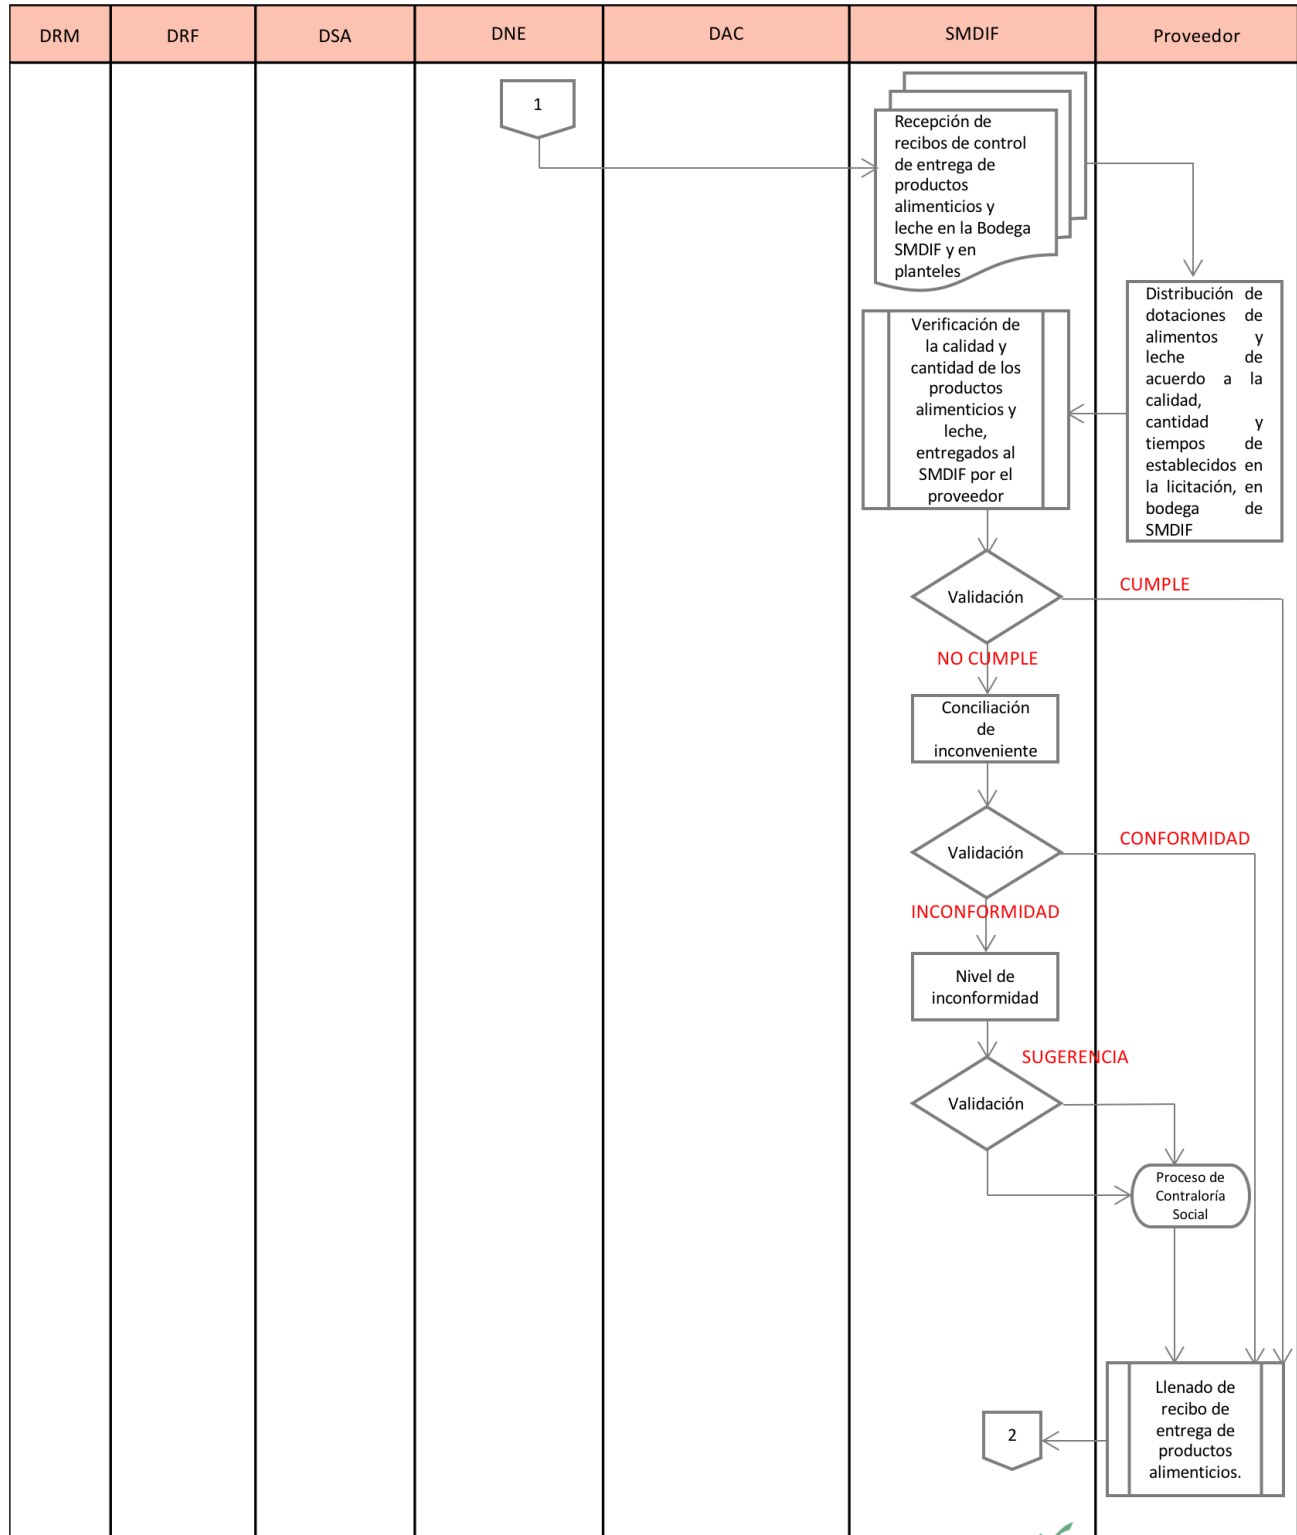 DRM
DRF
DSA
DNE
DAC
SMDIF
Proveedor
1
Recepción de
recibos de control
de entrega de
productos
alimenticios y
leche en la Bodega
SMDIF y en
planteles
Distribución de
dotaciones de
alimentos y
leche de
acuerdo a la
calidad,
cantidad y
tiempos de
establecidos en
la licitación, en
bodega de
SMDIF
Verificación de
la calidad y
cantidad de los
productos
alimenticios y
leche,
entregados al
SMDIF por el
proveedor
Validación
CUMPLE
NO CUMPLE
Conciliación
de
inconveniente
Validación
CONFORMIDAD
INCONFORMIDAD
Nivel de
inconformidad
SUGERENCIA
Validación
Proceso de
Contraloría
Social
Llenado de
recibo de
entrega de
productos
alimenticios.
2